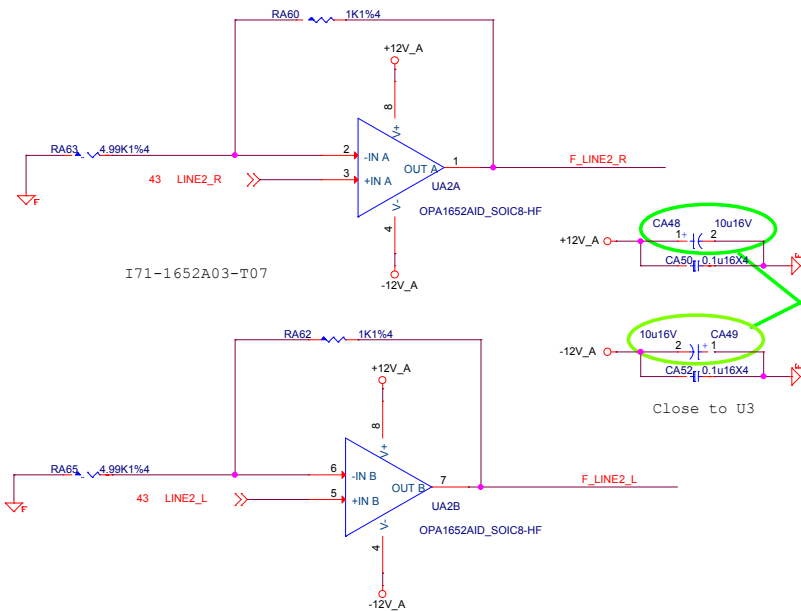 RA60 1K1%4
+12V_A
8
V+
RA63 4.99K1%4
2 -IN A
43 LINE2_R
3 +IN A
OUT A 1
F_LINE2_R
UA2A
V-
OPA1652AID_SOIC8-HF
4
-12V_A
I71-1652A03-T07
CA48 10u16V
+12V_A
1 + 2
CA50 0.1u16X4
F
F
RA62 1K1%4
+12V_A
8
V+
10u16V CA49
-12V_A
2 + 1
CA52 0.1u16X4
F
Close to U3
RA65 4.99K1%4
6 -IN B
43 LINE2_L
5 +IN B
OUT B 7
F_LINE2_L
UA2B
V-
OPA1652AID_SOIC8-HF
4
-12V_A
F